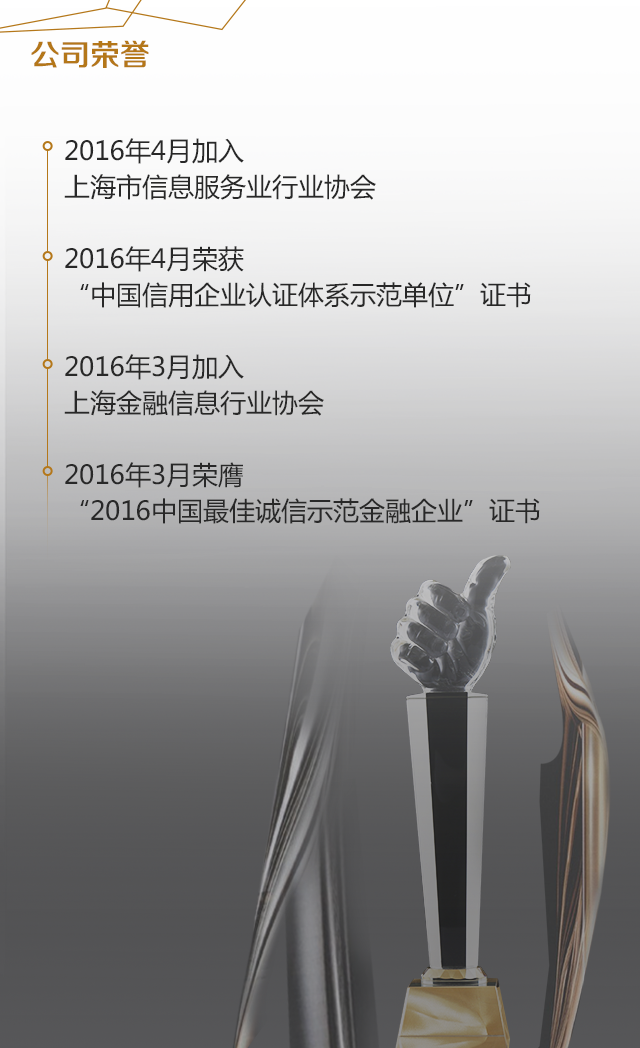 公司荣誉
2016年4月加入
上海市信息服务业行业协会
2016年4月荣获
“中国信用企业认证体系示范单位”证书
2016年3月加入
上海金融信息行业协会
2016年3月荣膺
“2016中国最佳诚信示范金融企业”证书